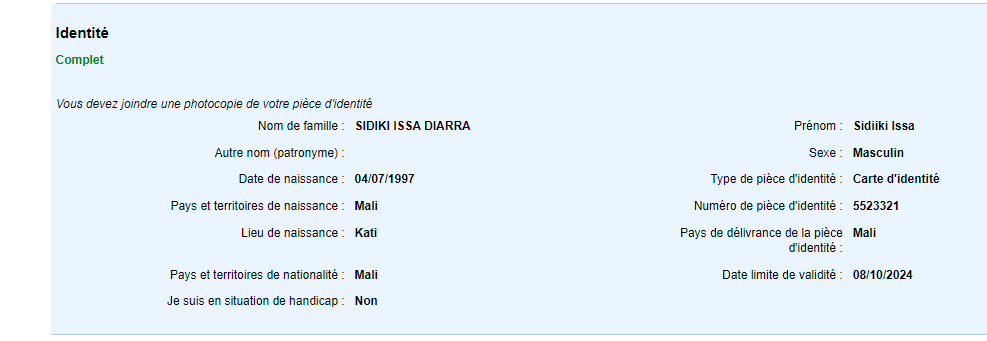 Identité
Complet
Vous devez joindre une photocopie de votre pièce d'identité
Nom de famille : SIDIKI ISSA DIARRA Prénom : Sidiiki Issa
Autre nom (patronyme) : Sexe : Masculin
Date de naissance : 04/07/1997 Type de pièce d'identité : Carte d'identité
Pays et territoires de naissance : Mali Numéro de pièce d'identité : 5523321
Lieu de naissance : Kati Pays de délivrance de la pièce Mali
d'identité :
Pays et territoires de nationalité : Mali Date limite de validité : 08/10/2024
Je suis en situation de handicap : Non